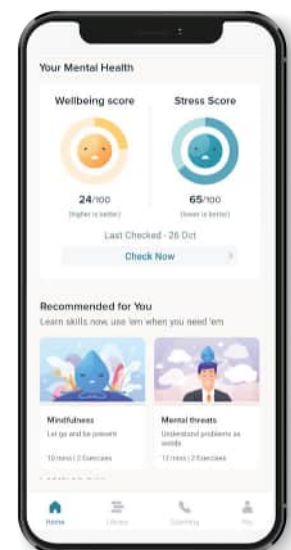 Your Mental Health
Wellbeing score
Stress Score
24/100
65/100
(higher is better)
(lower is better)
Last Checked - 26 Oct
Check Now
Recommended for You
Learn skills now, use 'em when you need 'em
Mindfulness
Let go and be present
10 mins | 2 Exercises
Mental threats
Understand problems as
words
12 mins | 2 Exercises
Home
Library
Coaching
You